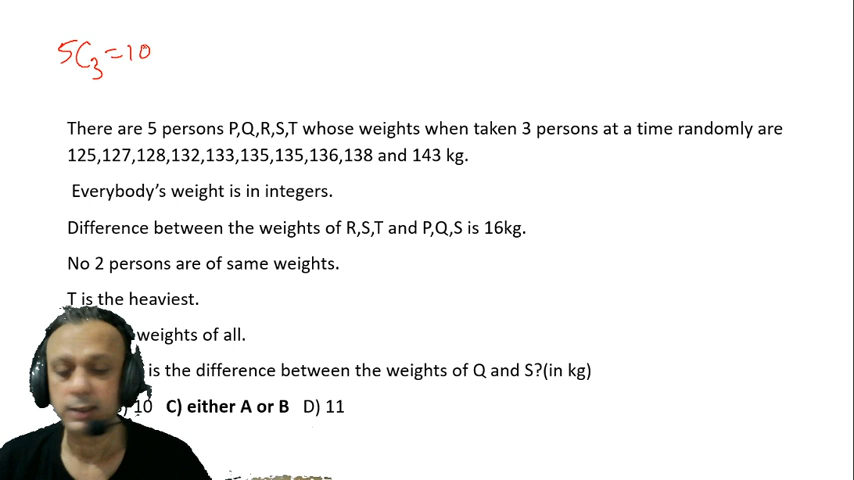 5C3=10
There are 5 persons P,Q,R,S,T whose weights when taken 3 persons at a time randomly are
125,127,128,132,133,135,135,136,138 and 143 kg.
Everybody’s weight is in integers.
Difference between the weights of R,S,T and P,Q,S is 16kg.
No 2 persons are of same weights.
T is the heaviest.
weights of all.
is the difference between the weights of Q and S?(in kg)
10 C) either A or B D) 11